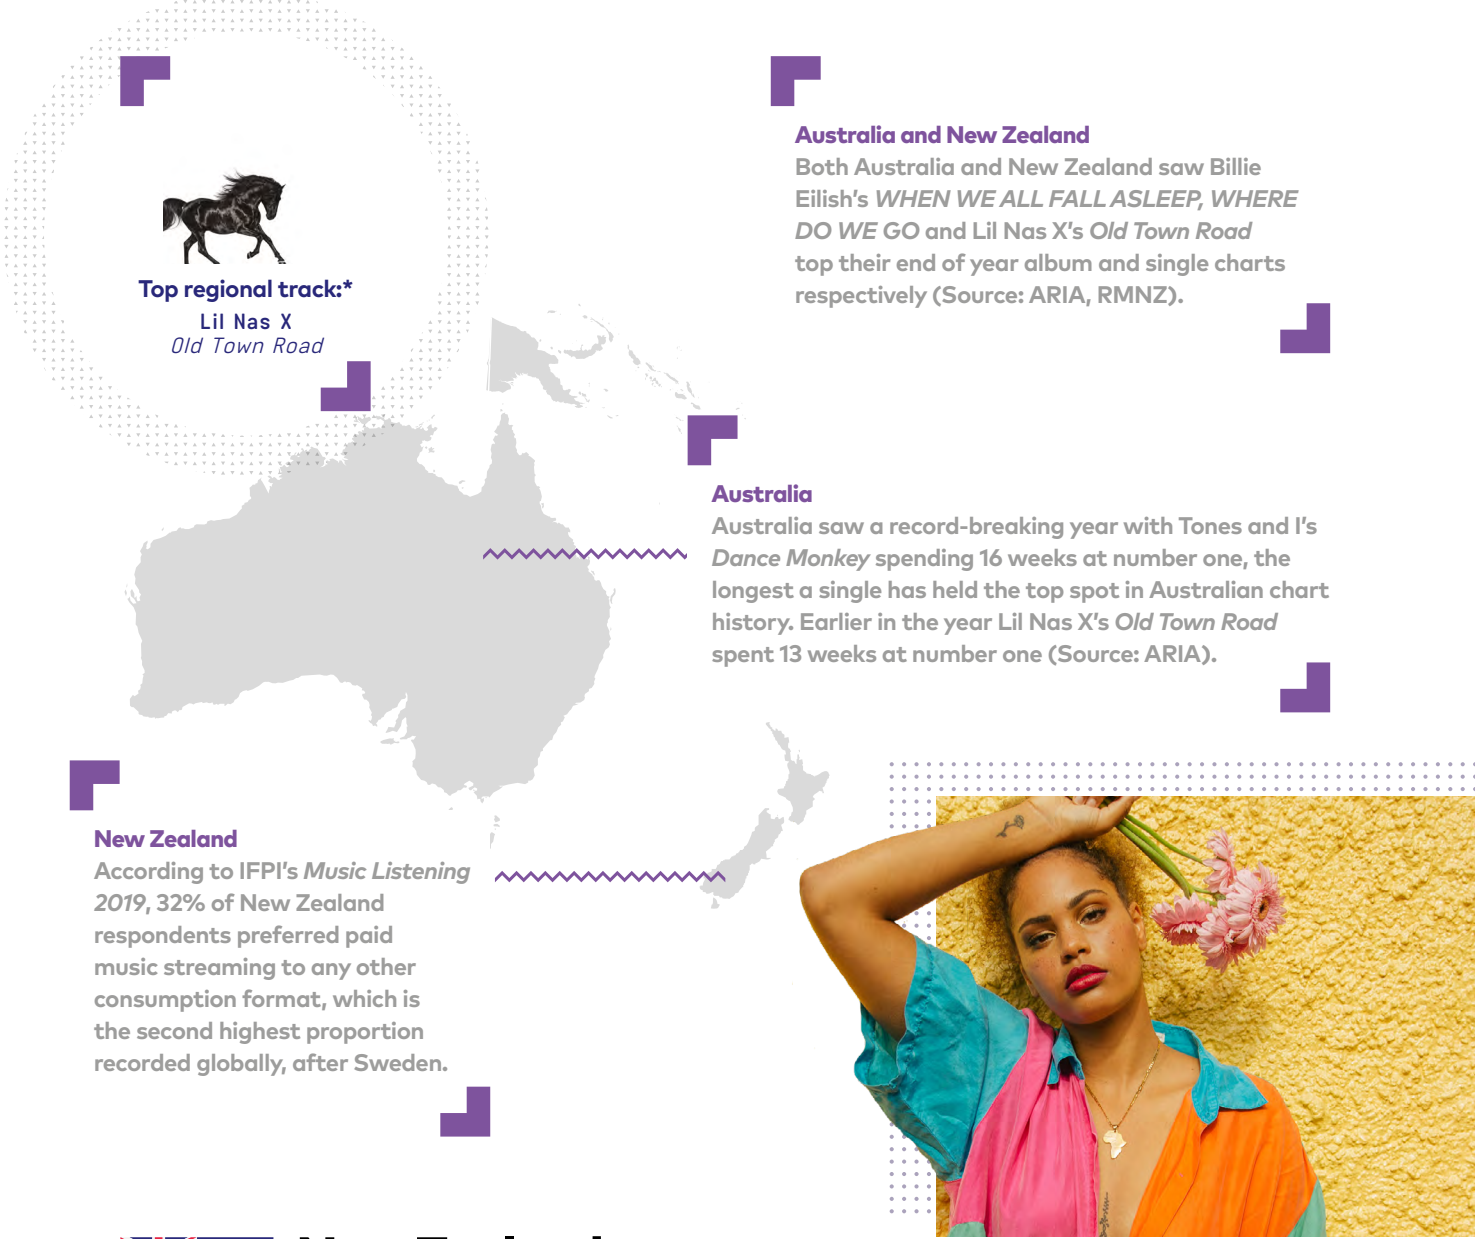 Top regional track:*
Lil Nas X
Old Town Road
Australia and New Zealand
Both Australia and New Zealand saw Billie
Eilish's WHEN WE ALL FALL ASLEEP, WHERE
DO WE GO and Lil Nas X's Old Town Road
top their end of year album and single charts
respectively (Source: ARIA, RMNZ).
Australia
Australia saw a record-breaking year with Tones and I's
Dance Monkey spending 16 weeks at number one, the
longest a single has held the top spot in Australian chart
history. Earlier in the year Lil Nas X's Old Town Road
spent 13 weeks at number one (Source: ARIA).
New Zealand
According to IFPI's Music Listening
2019, 32% of New Zealand
respondents preferred paid
music streaming to any other
consumption format, which is
the second highest proportion
recorded globally, after Sweden.